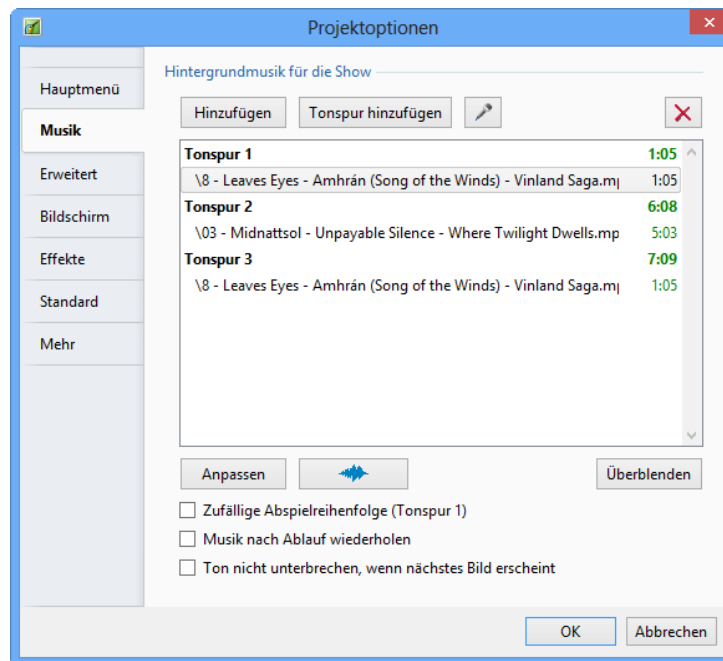 Projektoptionen
Hauptmenü
Musik
Erweitert
Bildschirm
Effekte
Standard
Mehr
Hintergrundmusik für die Show
Hinzufügen Tonspur hinzufügen
Tonspur 1 1:05
\8 - Leaves Eyes - Amhrán (Song of the Winds) - Vinland Saga.mp 1:05
Tonspur 2 6:08
\03 - Midnattsol - Unpayable Silence - Where Twilight Dwells.mp 5:03
Tonspur 3 7:09
\8 - Leaves Eyes - Amhrán (Song of the Winds) - Vinland Saga.mp 1:05
Anpassen Überblenden
Zufällige Abspielreihenfolge (Tonspur 1)
Musik nach Ablauf wiederholen
Ton nicht unterbrechen, wenn nächstes Bild erscheint
OK Abbrechen